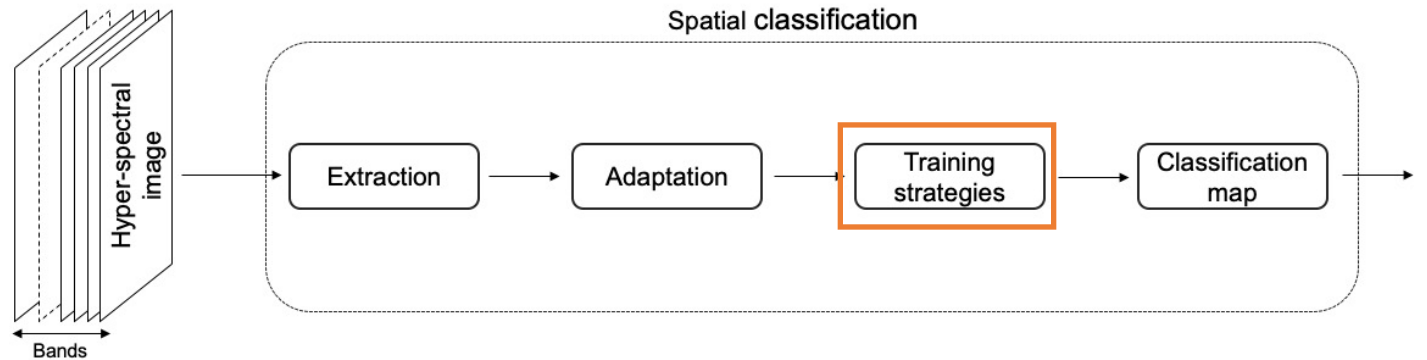 Spatial classification
Hyper-spectral
image
Extraction
Adaptation
Training
strategies
Classification
map
Bands